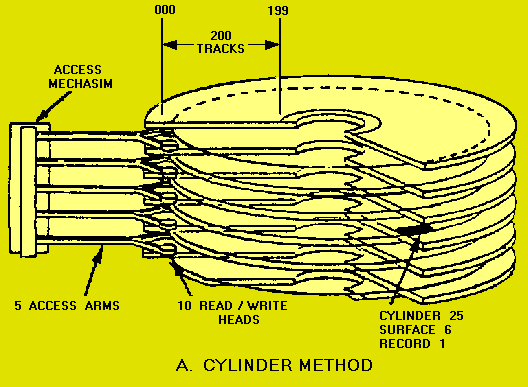 000
199
200
TRACKS
ACCESS
MECHASIM
5 ACCESS ARMS
10 READ / WRITE
HEADS
CYLINDER 25
SURFACE 6
RECORD 1
A. CYLINDER METHOD